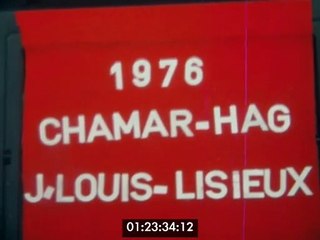 1976
CHAMAR-HAG
J.LOUIS-LISIEUX
01:23:34:12